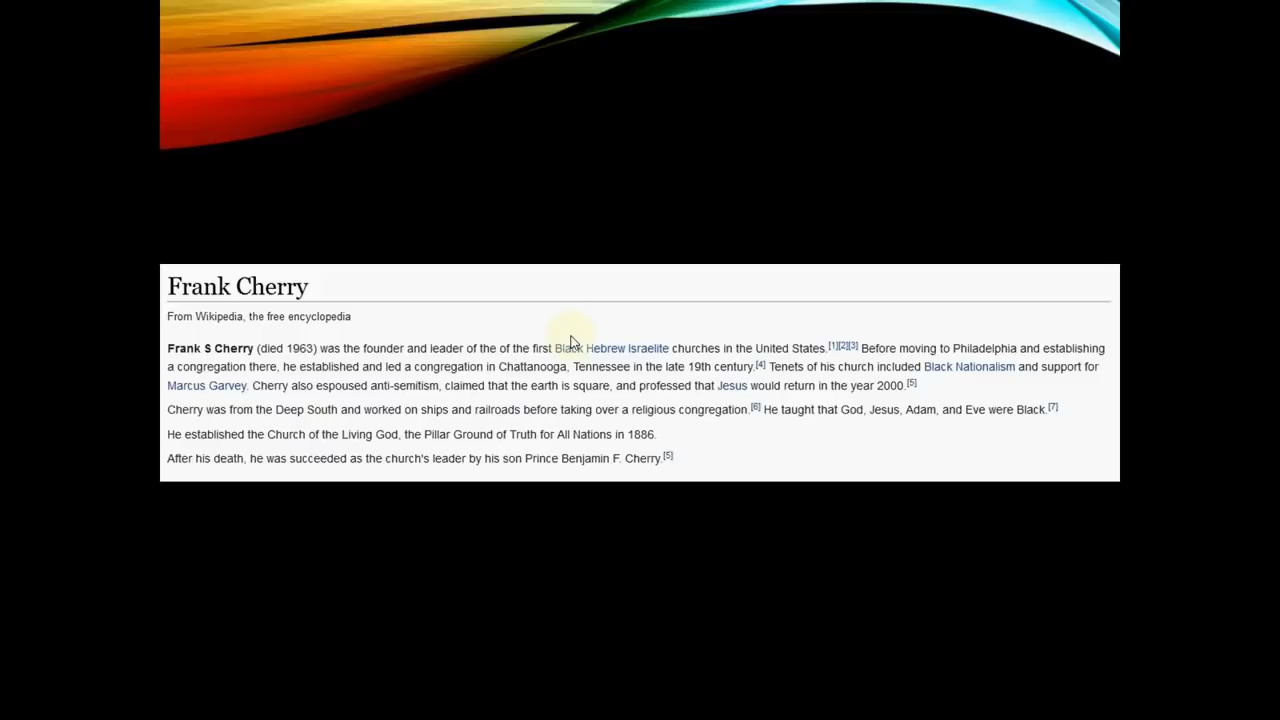 Frank Cherry
From Wikipedia, the free encyclopedia
Frank S Cherry (died 1963) was the founder and leader of the of the first Black Hebrew Israelite churches in the United States.[1][2][3] Before moving to Philadelphia and establishing
a congregation there, he established and led a congregation in Chattanooga, Tennessee in the late 19th century.[4] Tenets of his church included Black Nationalism and support for
Marcus Garvey. Cherry also espoused anti-semitism, claimed that the earth is square, and professed that Jesus would return in the year 2000.[5]
Cherry was from the Deep South and worked on ships and railroads before taking over a religious congregation.[6] He taught that God, Jesus, Adam, and Eve were Black.[7]
He established the Church of the Living God, the Pillar Ground of Truth for All Nations in 1886.
After his death, he was succeeded as the church's leader by his son Prince Benjamin F. Cherry.[5]